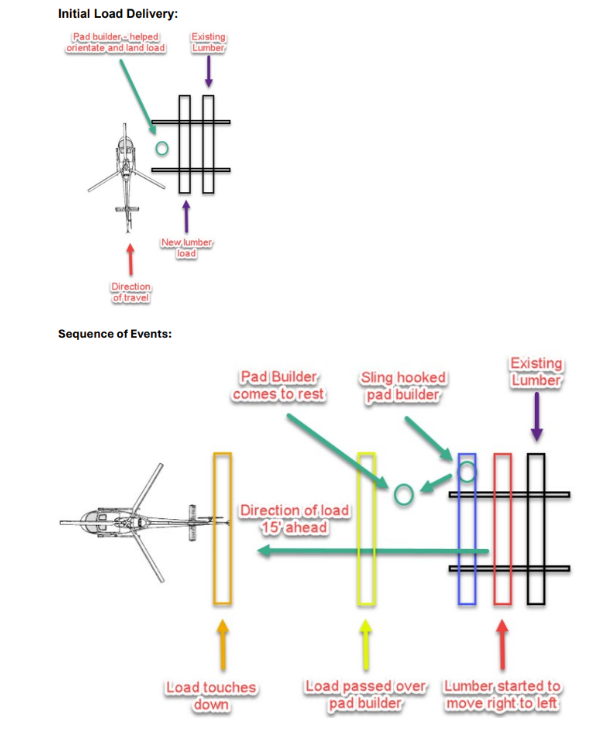 Initial Load Delivery:
Pad builder - helped
orientate and land load
Existing
Lumber
New lumber
load
Direction
of travel
Sequence of Events:
Pad Builder
comes to rest
Sling hooked
pad builder
Existing
Lumber
Direction of load
15' ahead
Load touches
down
Load passed over
pad builder
Lumber started to
move right to left